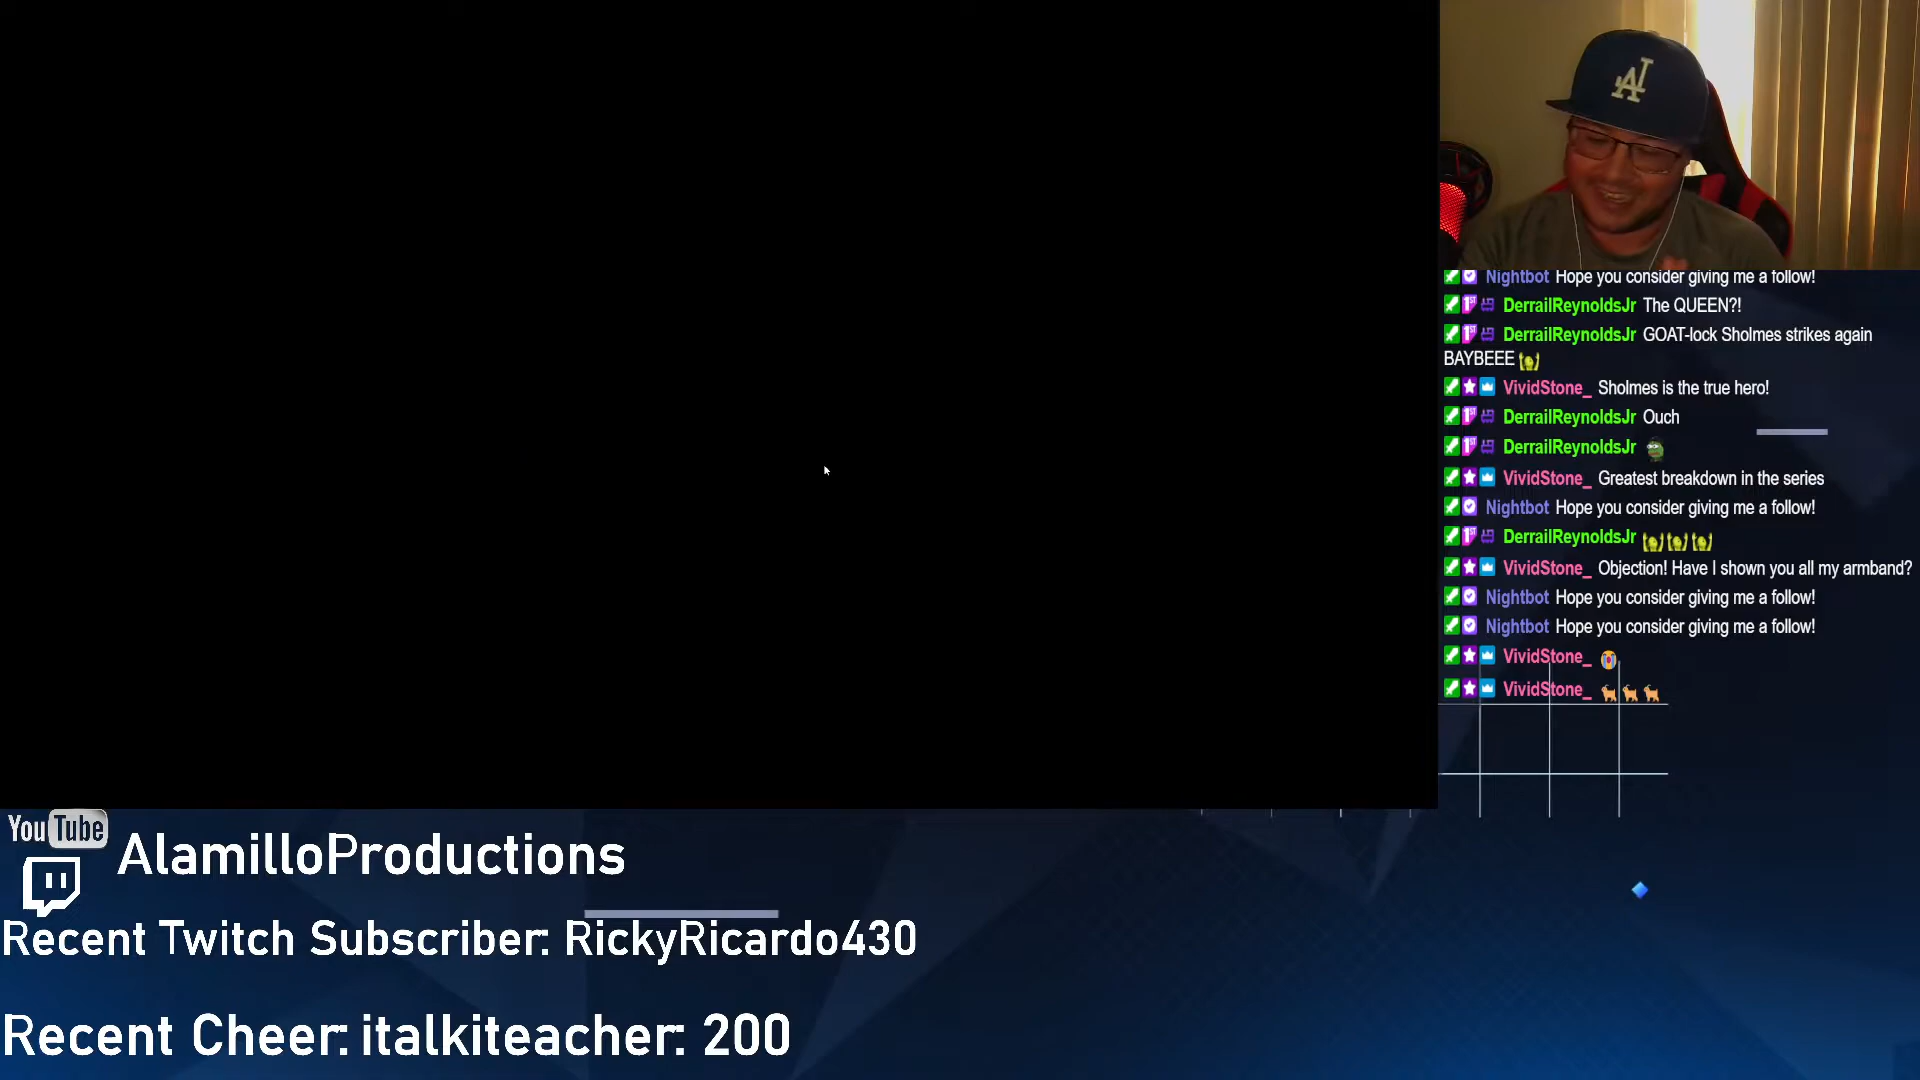 Nightbot Hope you consider giving me a follow!
DerrailReynoldsJr The QUEEN?!
DerrailReynoldsJr GOAT-lock Sholmes strikes again
BAYBEEE
VividStone_ Sholmes is the true hero!
DerrailReynoldsJr Ouch
DerrailReynoldsJr
VividStone_ Greatest breakdown in the series
Nightbot Hope you consider giving me a follow!
DerrailReynoldsJr
VividStone_ Objection! Have I shown you all my armband?
Nightbot Hope you consider giving me a follow!
Nightbot Hope you consider giving me a follow!
VividStone_
VividStone_
YouTube
AlamilloProductions
Recent Twitch Subscriber: RickyRicardo430
Recent Cheer: italkiteacher: 200